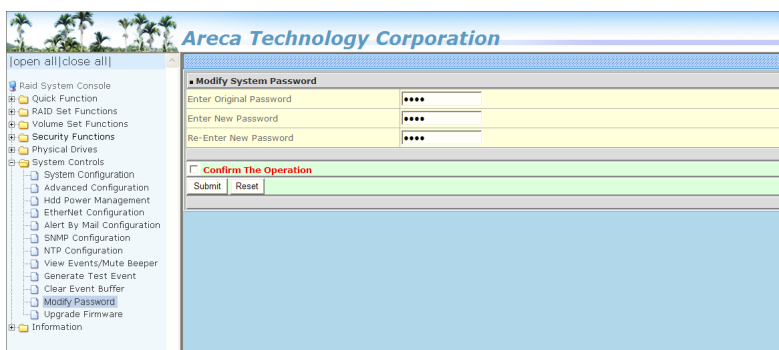 Areca Technology Corporation
|open all|close all|
Raid System Console
Quick Function
RAID Set Functions
Volume Set Functions
Security Functions
Physical Drives
System Controls
System Configuration
Advanced Configuration
Hdd Power Management
EtherNet Configuration
Alert By Mail Configuration
SNMP Configuration
NTP Configuration
View Events/Mute Beeper
Generate Test Event
Clear Event Buffer
Modify Password
Upgrade Firmware
Information
▪ Modify System Password
Enter Original Password ••••
Enter New Password ••••
Re-Enter New Password ••••
Confirm The Operation
Submit Reset